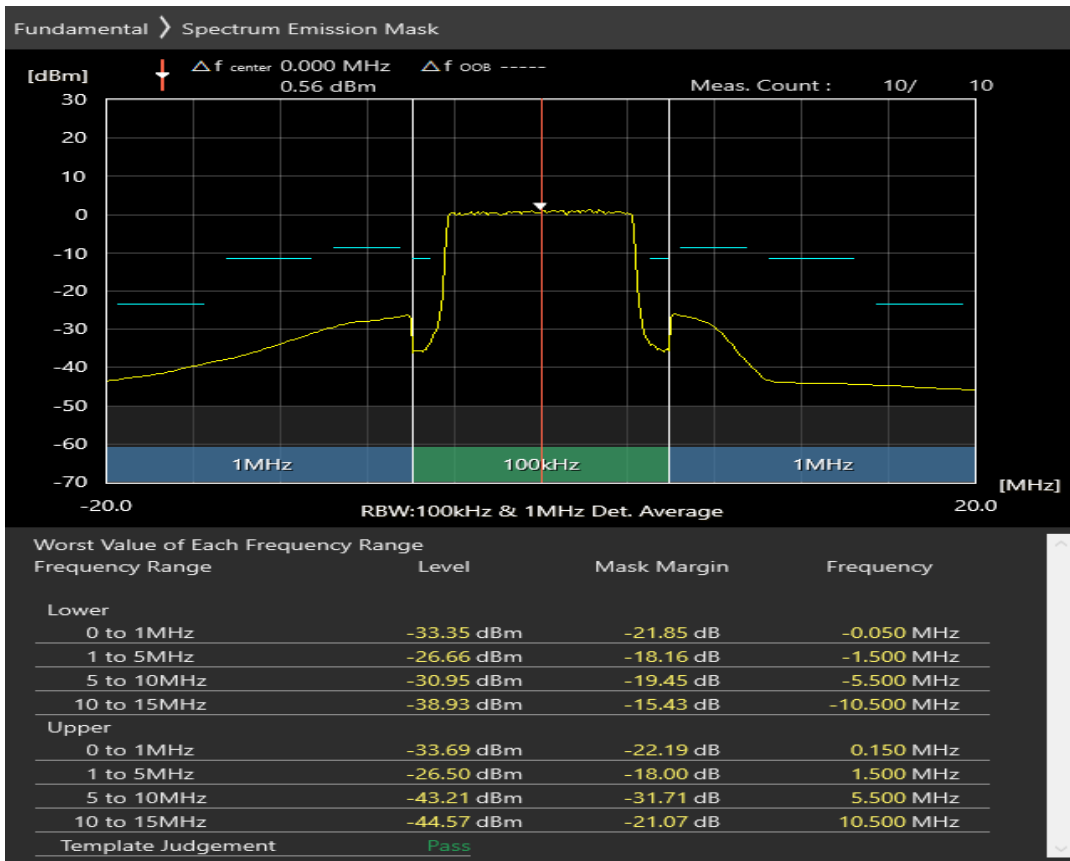 Fundamental ❯ Spectrum Emission Mask
[dBm] Δf center 0.000 MHz Δf OOB -----
0.56 dBm Meas. Count : 10/ 10
30
20
10
0
-10
-20
-30
-40
-50
-60
1MHz 100kHz 1MHz
-70 [MHz]
-20.0 RBW:100kHz & 1MHz Det. Average 20.0
Worst Value of Each Frequency Range
Frequency Range Level Mask Margin Frequency
Lower
0 to 1MHz -33.35 dBm -21.85 dB -0.050 MHz
1 to 5MHz -26.66 dBm -18.16 dB -1.500 MHz
5 to 10MHz -30.95 dBm -19.45 dB -5.500 MHz
10 to 15MHz -38.93 dBm -15.43 dB -10.500 MHz
Upper
0 to 1MHz -33.69 dBm -22.19 dB 0.150 MHz
1 to 5MHz -26.50 dBm -18.00 dB 1.500 MHz
5 to 10MHz -43.21 dBm -31.71 dB 5.500 MHz
10 to 15MHz -44.57 dBm -21.07 dB 10.500 MHz
Template Judgement Pass